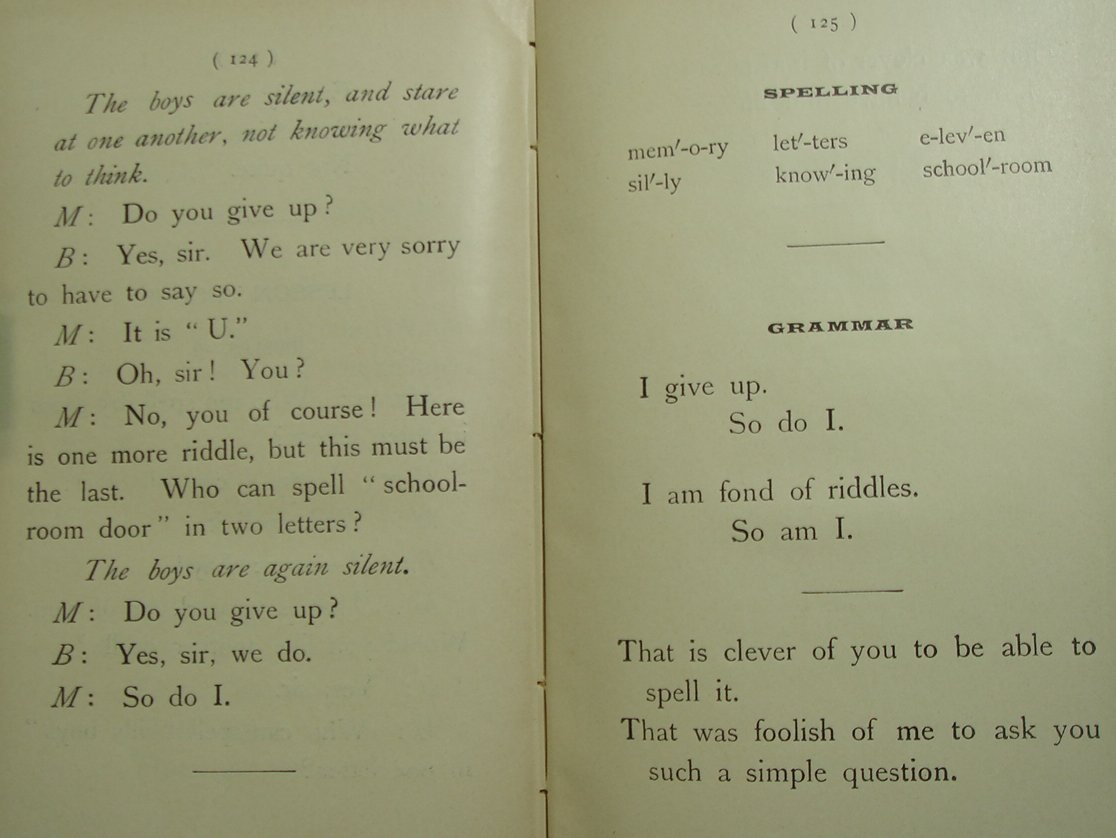 ( 124 )
The boys are silent, and stare
at one another, not knowing what
to think.
M: Do you give up?
B: Yes, sir. We are very sorry
to have to say so.
M: It is “ U.”
B: Oh, sir! You?
M: No, you of course! Here
is one more riddle, but this must be
the last. Who can spell “ school-
room door ” in two letters?
The boys are again silent.
M: Do you give up?
B: Yes, sir, we do.
M: So do I.
( 125 )
SPELLING
mem′-o-ry let′-ters e-lev′-en
sil′-ly know′-ing school′-room
GRAMMAR
I give up.
So do I.
I am fond of riddles.
So am I.
That is clever of you to be able to
spell it.
That was foolish of me to ask you
such a simple question.